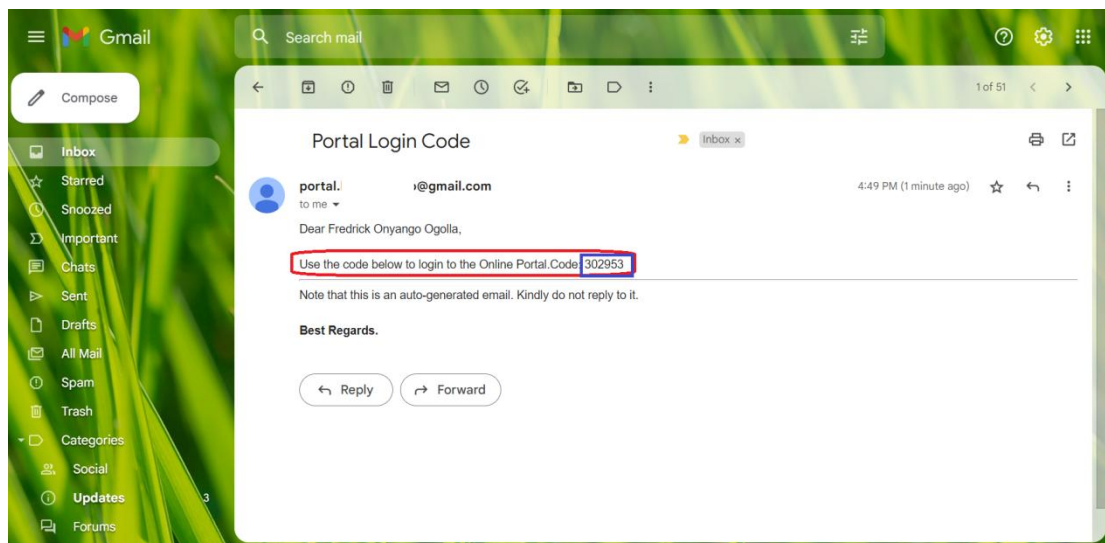 Gmail
Search mail
Compose
1 of 51
Inbox
Starred
Snoozed
Important
Chats
Sent
Drafts
All Mail
Spam
Trash
Categories
Social
Updates 3
Forums
Portal Login Code
Inbox ×
portal. @gmail.com
4:49 PM (1 minute ago)
to me
Dear Fredrick Onyango Ogolla,
Use the code below to login to the Online Portal.Code: 302953
Note that this is an auto-generated email. Kindly do not reply to it.
Best Regards.
Reply
Forward